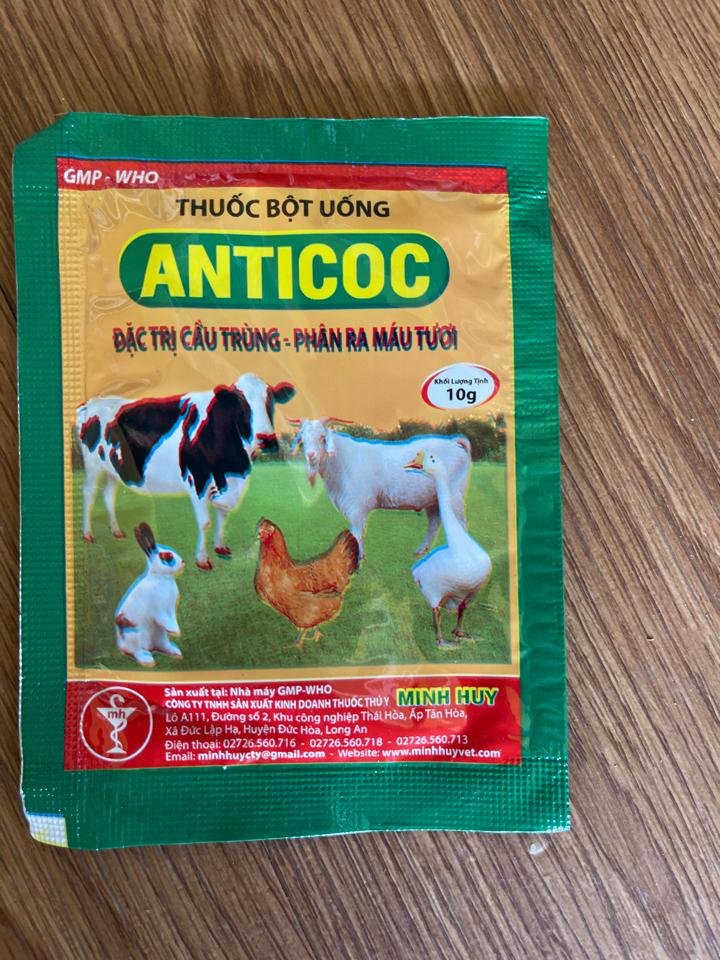 GMP - WHO
THUỐC BỘT UỐNG
ANTICOC
ĐẶC TRỊ CẦU TRÙNG - PHÂN RA MÁU TƯƠI
Khối Lượng Tịnh
10g
mh
Sản xuất tại: Nhà máy GMP-WHO
CÔNG TY TNHH SẢN XUẤT KINH DOANH THUỐC THÚ Y MINH HUY
Lô A111, Đường số 2, Khu công nghiệp Thái Hòa, Ấp Tân Hòa,
Xã Đức Lập Hạ, Huyện Đức Hòa, Long An
Điện thoại: 02726.560.716 - 02726.560.718 - 02726.560.713
Email: minhhuycty@gmail.com - Website: www.minhhuyvet.com